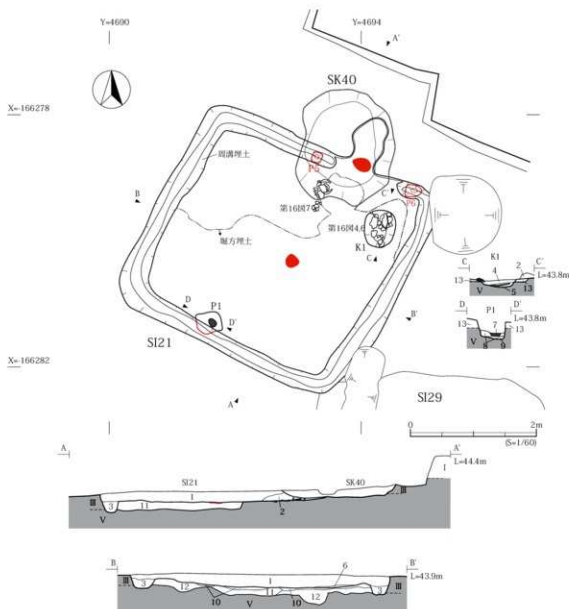 Y=4690
Y=4694
A'
SK40
X=-166278
周溝埋土
P5
P6
B
第16図7
C'
第16図4,6
K1
C
掘方埋土
K1
C
C'
2
4
L=43.8m
13
V
5
13
P1
D
D'
L=43.8m
13
7
13
V
8
9
D
P1
D'
B'
X=-166282
SI21
A
SI29
0
2m
(S=1/60)
A
A'
SI21
SK40
I
L=44.4m
III
1
III
3
11
2
V
B
B'
6
L=43.9m
III
1
III
3
12
11
3
10
V
10
12